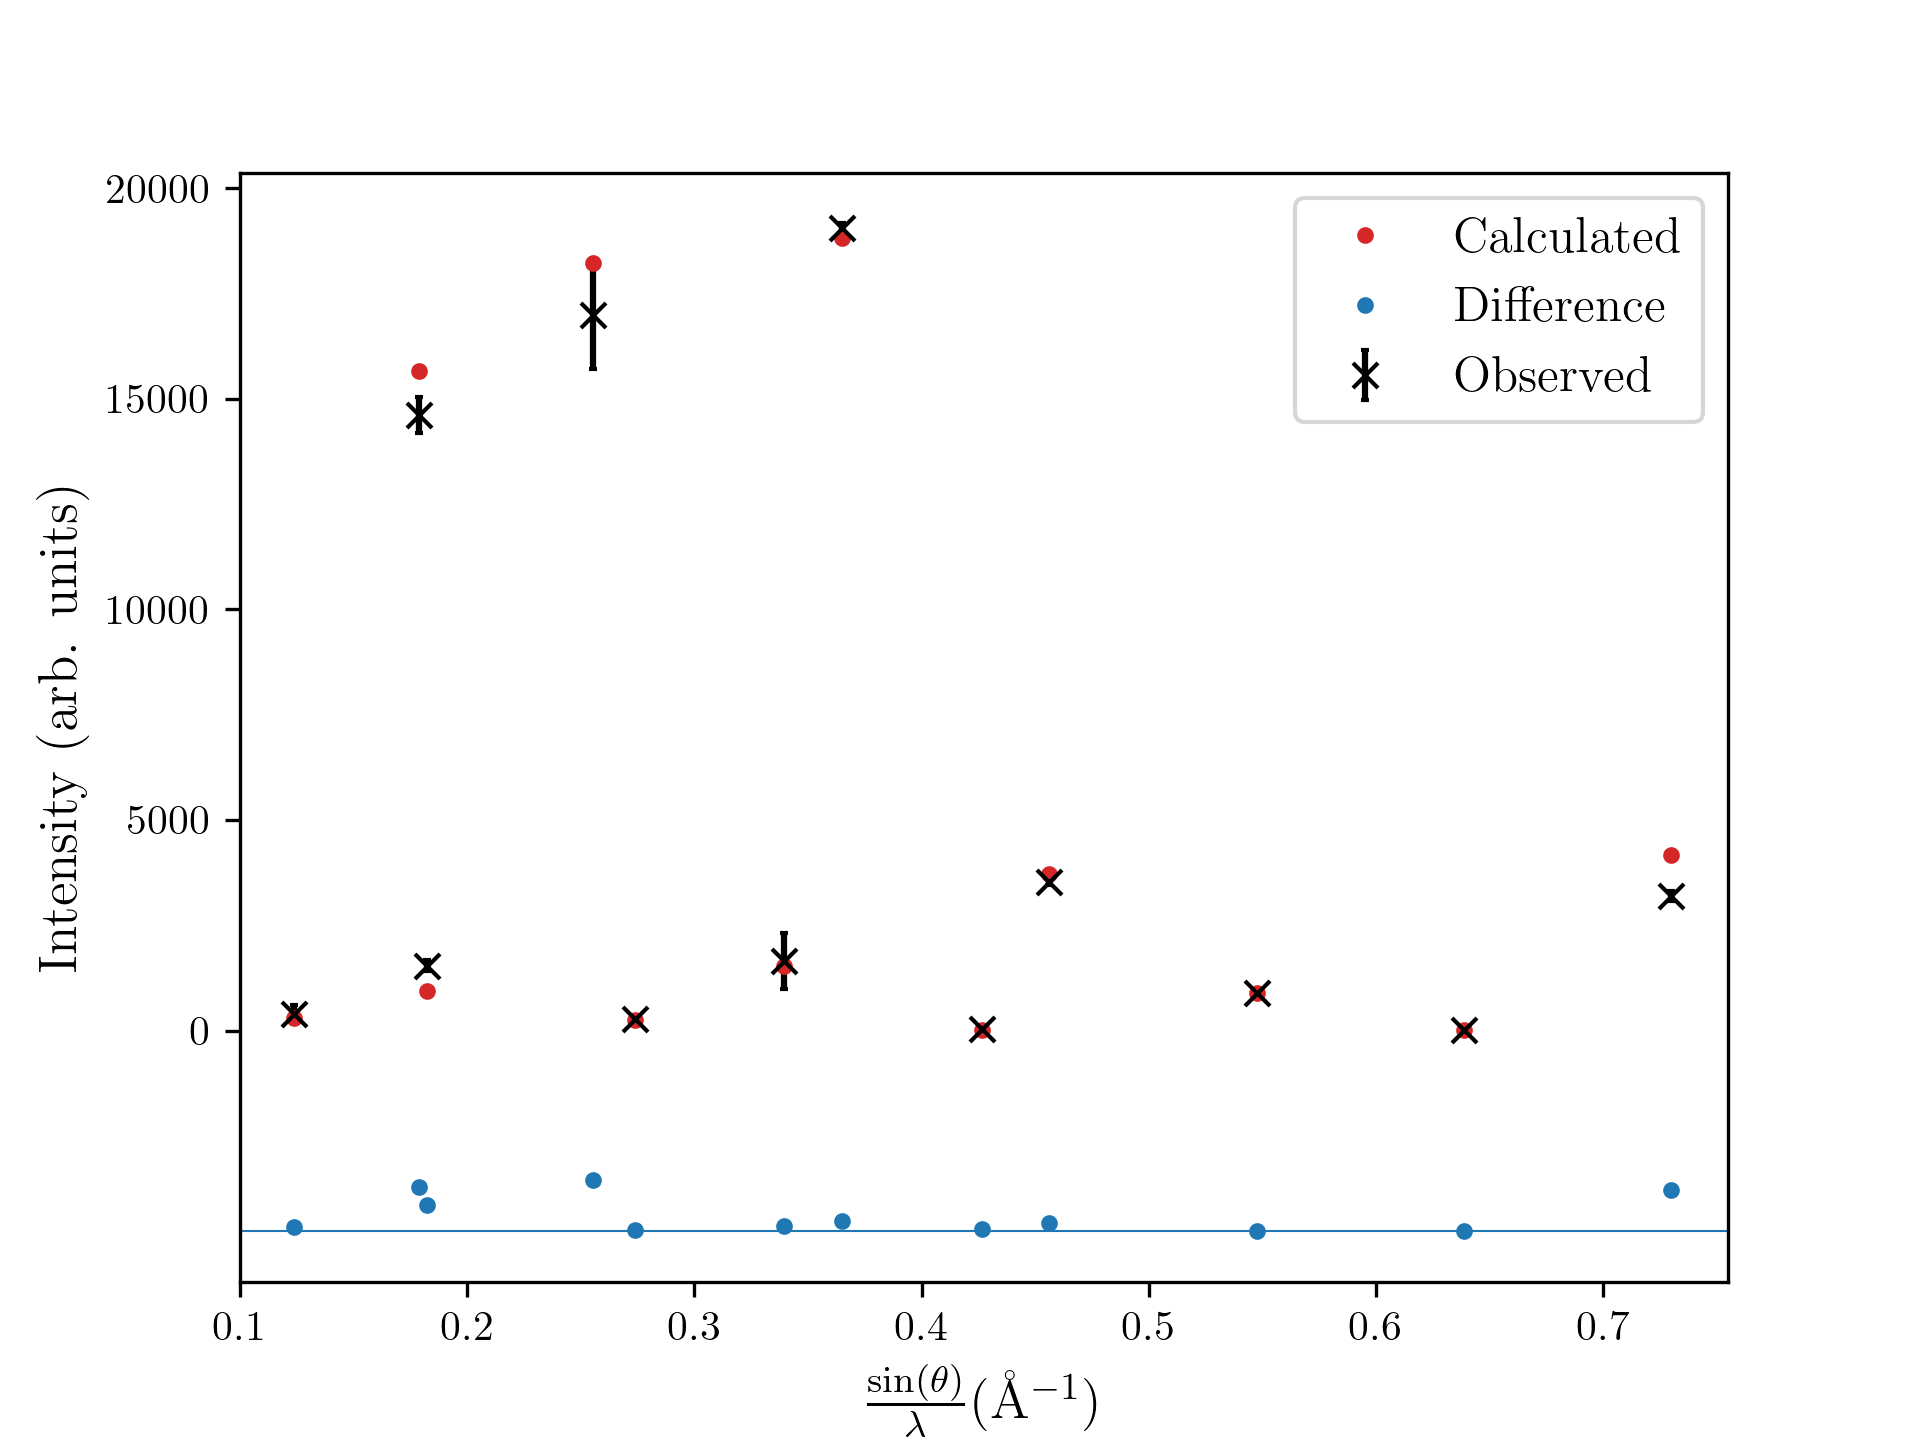 20000
15000
10000
5000
0
Intensity (arb. units)
Calculated
Difference
Observed
0.1 0.2 0.3 0.4 0.5 0.6 0.7
sin(θ)/λ (Å⁻¹)